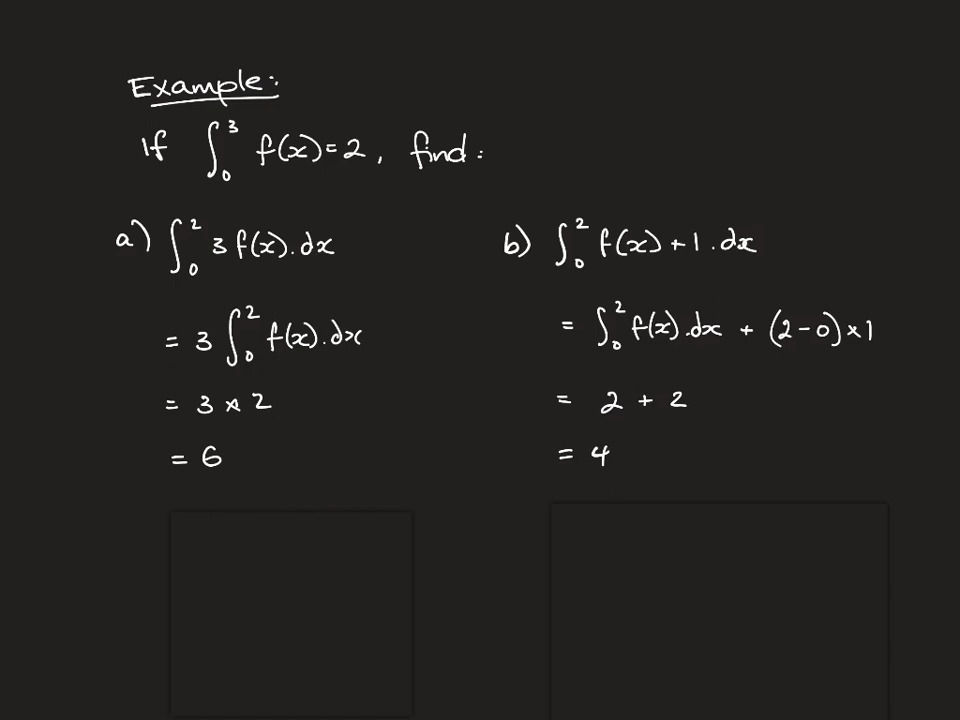 Example:
If ∫₀³ f(x)=2, find:
a) ∫₀² 3 f(x).dx
= 3 ∫₀² f(x).dx
= 3 × 2
= 6
b) ∫₀² f(x) + 1 .dx
= ∫₀² f(x).dx + (2-0)×1
= 2 + 2
= 4